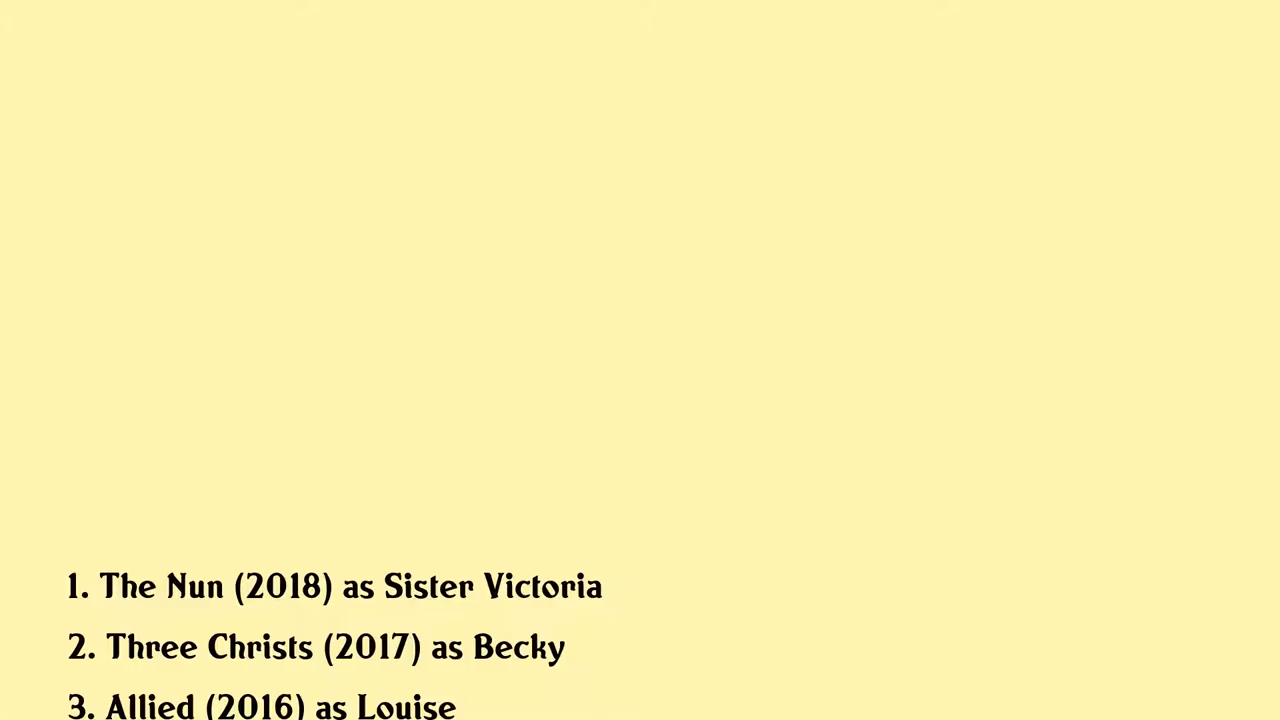 1. The Nun (2018) as Sister Victoria
2. Three Christs (2017) as Becky
3. Allied (2016) as Louise